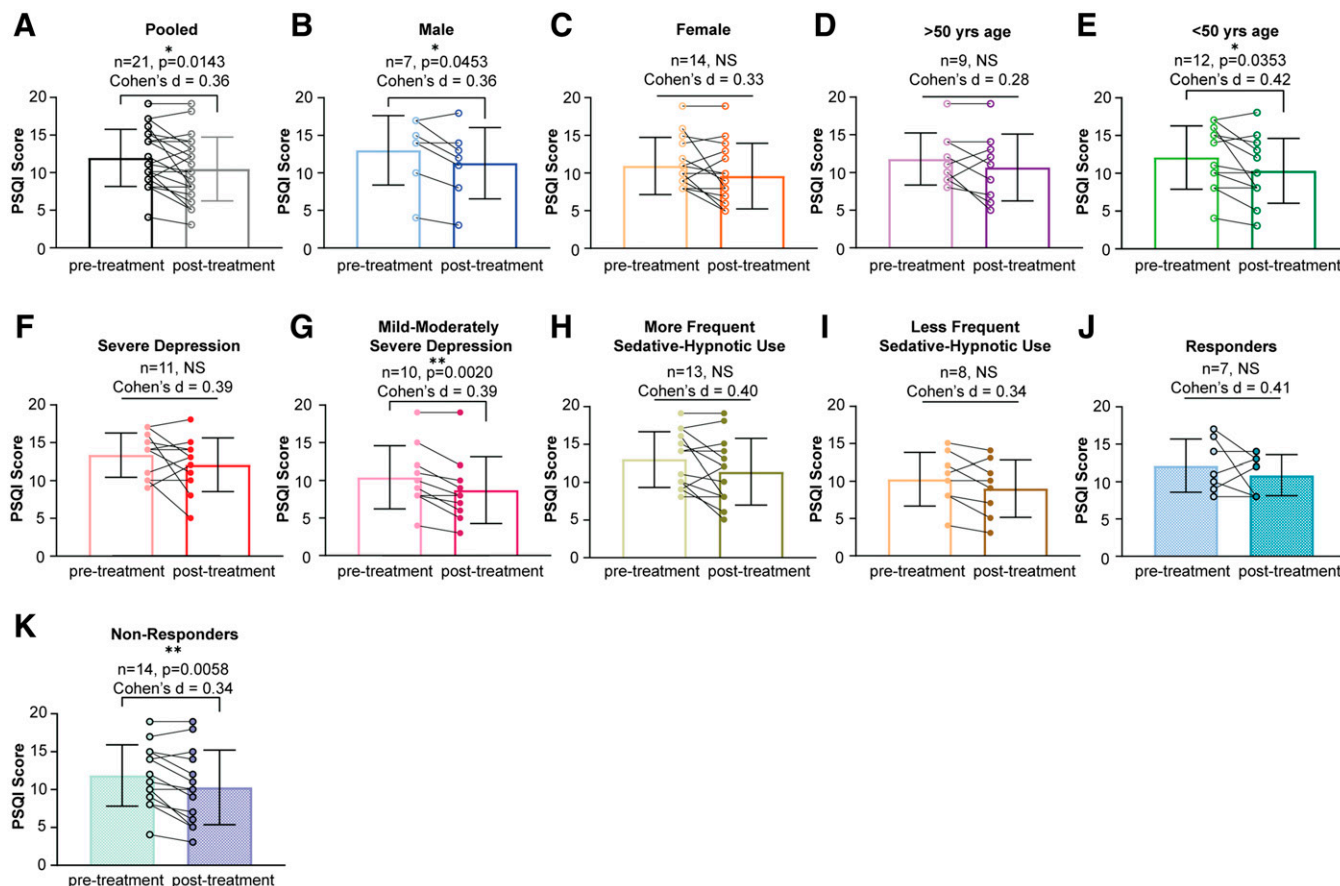 A
Pooled
*
n=21, p=0.0143
Cohen's d = 0.36
PSQI Score
20
15
10
5
0
pre-treatment post-treatment
B
Male
*
n=7, p=0.0453
Cohen's d = 0.36
PSQI Score
20
15
10
5
0
pre-treatment post-treatment
C
Female
n=14, NS
Cohen's d = 0.33
PSQI Score
20
15
10
5
0
pre-treatment post-treatment
D
>50 yrs age
n=9, NS
Cohen's d = 0.28
PSQI Score
20
15
10
5
0
pre-treatment post-treatment
E
<50 yrs age
*
n=12, p=0.0353
Cohen's d = 0.42
PSQI Score
20
15
10
5
0
pre-treatment post-treatment
F
Severe Depression
n=11, NS
Cohen's d = 0.39
PSQI Score
20
15
10
5
0
pre-treatment post-treatment
G
Mild-Moderately
Severe Depression
**
n=10, p=0.0020
Cohen's d = 0.39
PSQI Score
20
15
10
5
0
pre-treatment post-treatment
H
More Frequent
Sedative-Hypnotic Use
n=13, NS
Cohen's d = 0.40
PSQI Score
20
15
10
5
0
pre-treatment post-treatment
I
Less Frequent
Sedative-Hypnotic Use
n=8, NS
Cohen's d = 0.34
PSQI Score
20
15
10
5
0
pre-treatment post-treatment
J
Responders
n=7, NS
Cohen's d = 0.41
PSQI Score
20
15
10
5
0
pre-treatment post-treatment
K
Non-Responders
**
n=14, p=0.0058
Cohen's d = 0.34
PSQI Score
20
15
10
5
0
pre-treatment post-treatment